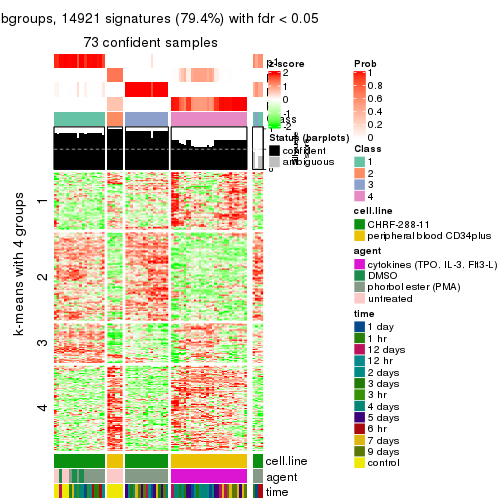 bgroups, 14921 signatures (79.4%) with fdr < 0.05
73 confident samples
k-means with 4 groups
1
2
3
4
p1
z-score
2
1
0
-1
-2
Class
Status (barplots)
confident
ambiguous
Prob
1
0.8
0.6
0.4
0.2
0
Class
1
2
3
4
cell.line
CHRF-288-11
peripheral blood CD34plus
agent
cytokines (TPO, IL-3, Flt3-L)
DMSO
phorbol ester (PMA)
untreated
time
1 day
1 hr
12 days
12 hr
2 days
3 days
3 hr
4 days
5 days
6 hr
7 days
9 days
control
cell.line
agent
time